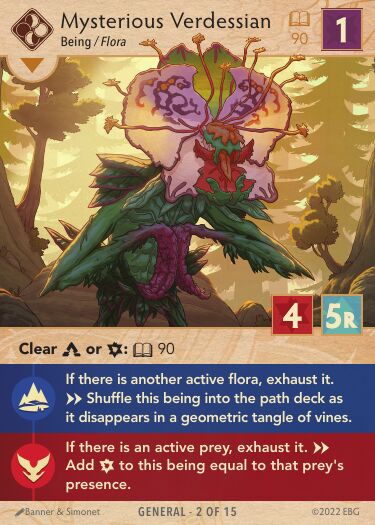 Mysterious Verdessian
Being / Flora
90
1
4
5R
Clear or : 90
If there is another active flora, exhaust it.
Shuffle this being into the path deck as
it disappears in a geometric tangle of vines.
If there is an active prey, exhaust it.
Add to this being equal to that prey's
presence.
Banner & Simonet
GENERAL - 2 OF 15
©2022 EBG